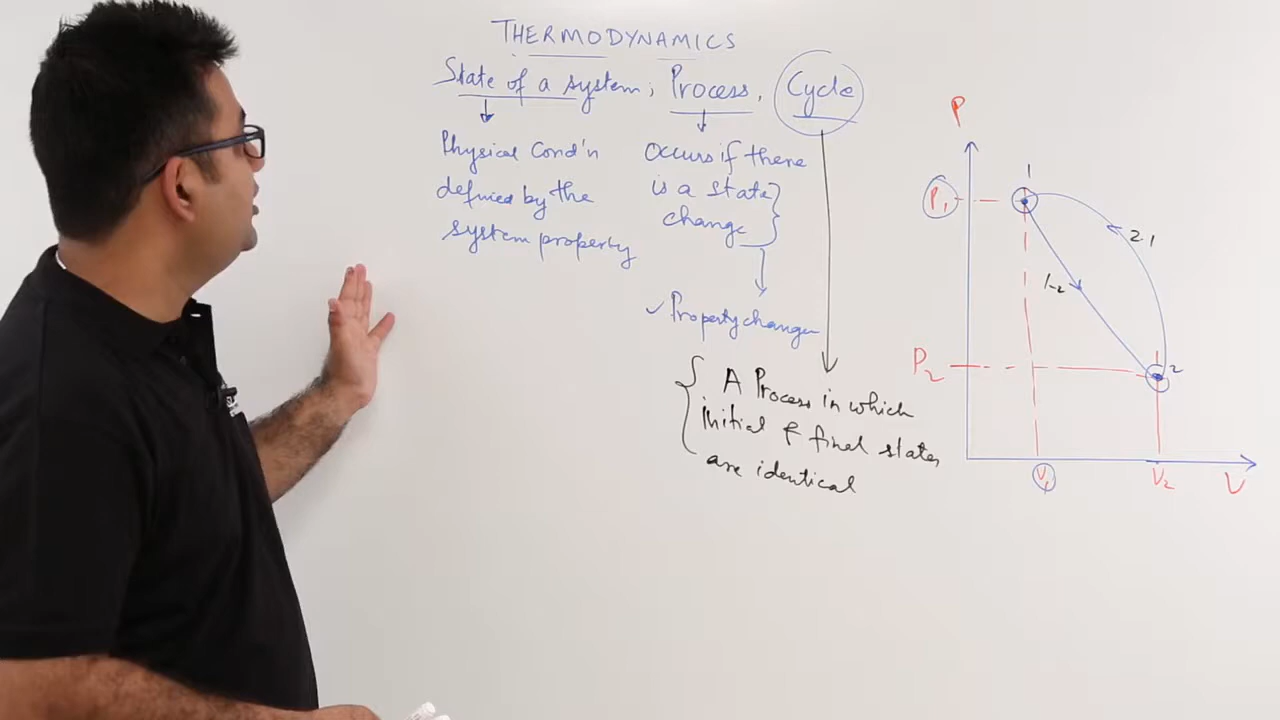 THERMODYNAMICS
State of a system; Process, Cycle
Physical Cond'n
defined by the
system property
Occurs if there
is a state
change
✓ Property change
A Process in which
initial & final states
are identical
P
1
P1
2-1
1-2
P2
2
V1
V2
V